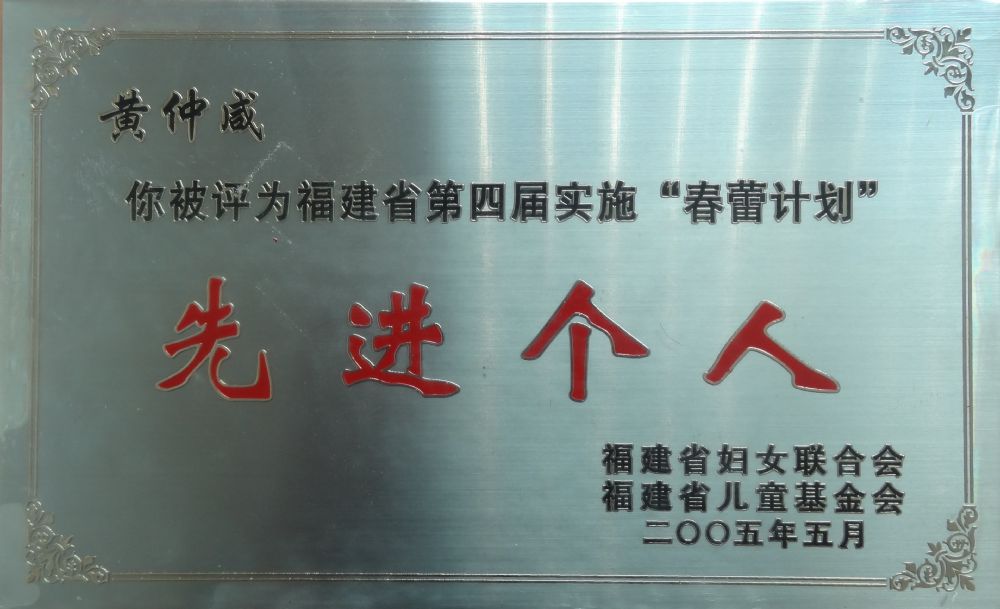 黄仲咸
你被评为福建省第四届实施“春蕾计划”
先进个人
福建省妇女联合会
福建省儿童基金会
二〇〇五年五月